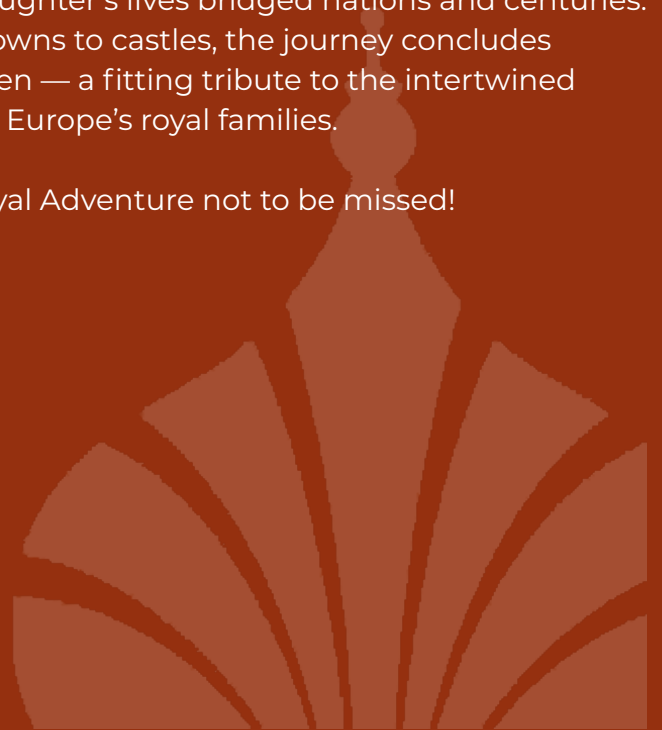 ughter's lives bridged nations and centuries.
owns to castles, the journey concludes
en — a fitting tribute to the intertwined
Europe's royal families.
yal Adventure not to be missed!